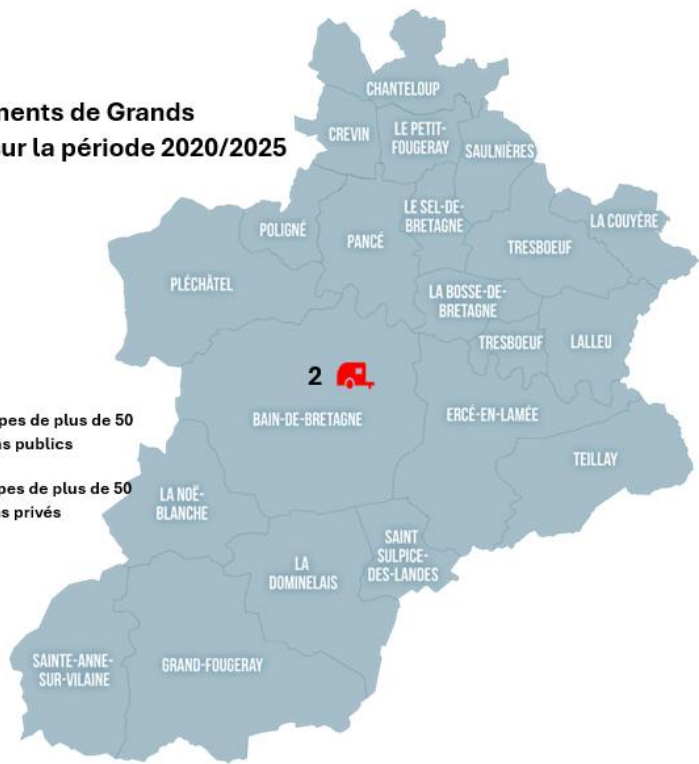 ments de Grands
sur la période 2020/2025
CHANTELOUP
CREVIN
LE PETIT-
FOUGERAY
SAULNIÈRES
LE SEL-DE-
BRETAGNE
LA COUYÈRE
POLIGNÉ
PANCÉ
TRESBOEUF
PLÉCHÂTEL
LA BOSSE-DE-
BRETAGNE
TRESBOEUF
LALLEU
2
BAIN-DE-BRETAGNE
ERCÉ-EN-LAMÉE
pes de plus de 50
ns publics
TEILLAY
pes de plus de 50
ns privés
LA NOË-
BLANCHE
SAINT
SULPICE-
DES-LANDES
LA
DOMINELAIS
SAINTE-ANNE-
SUR-VILAINE
GRAND-FOUGERAY